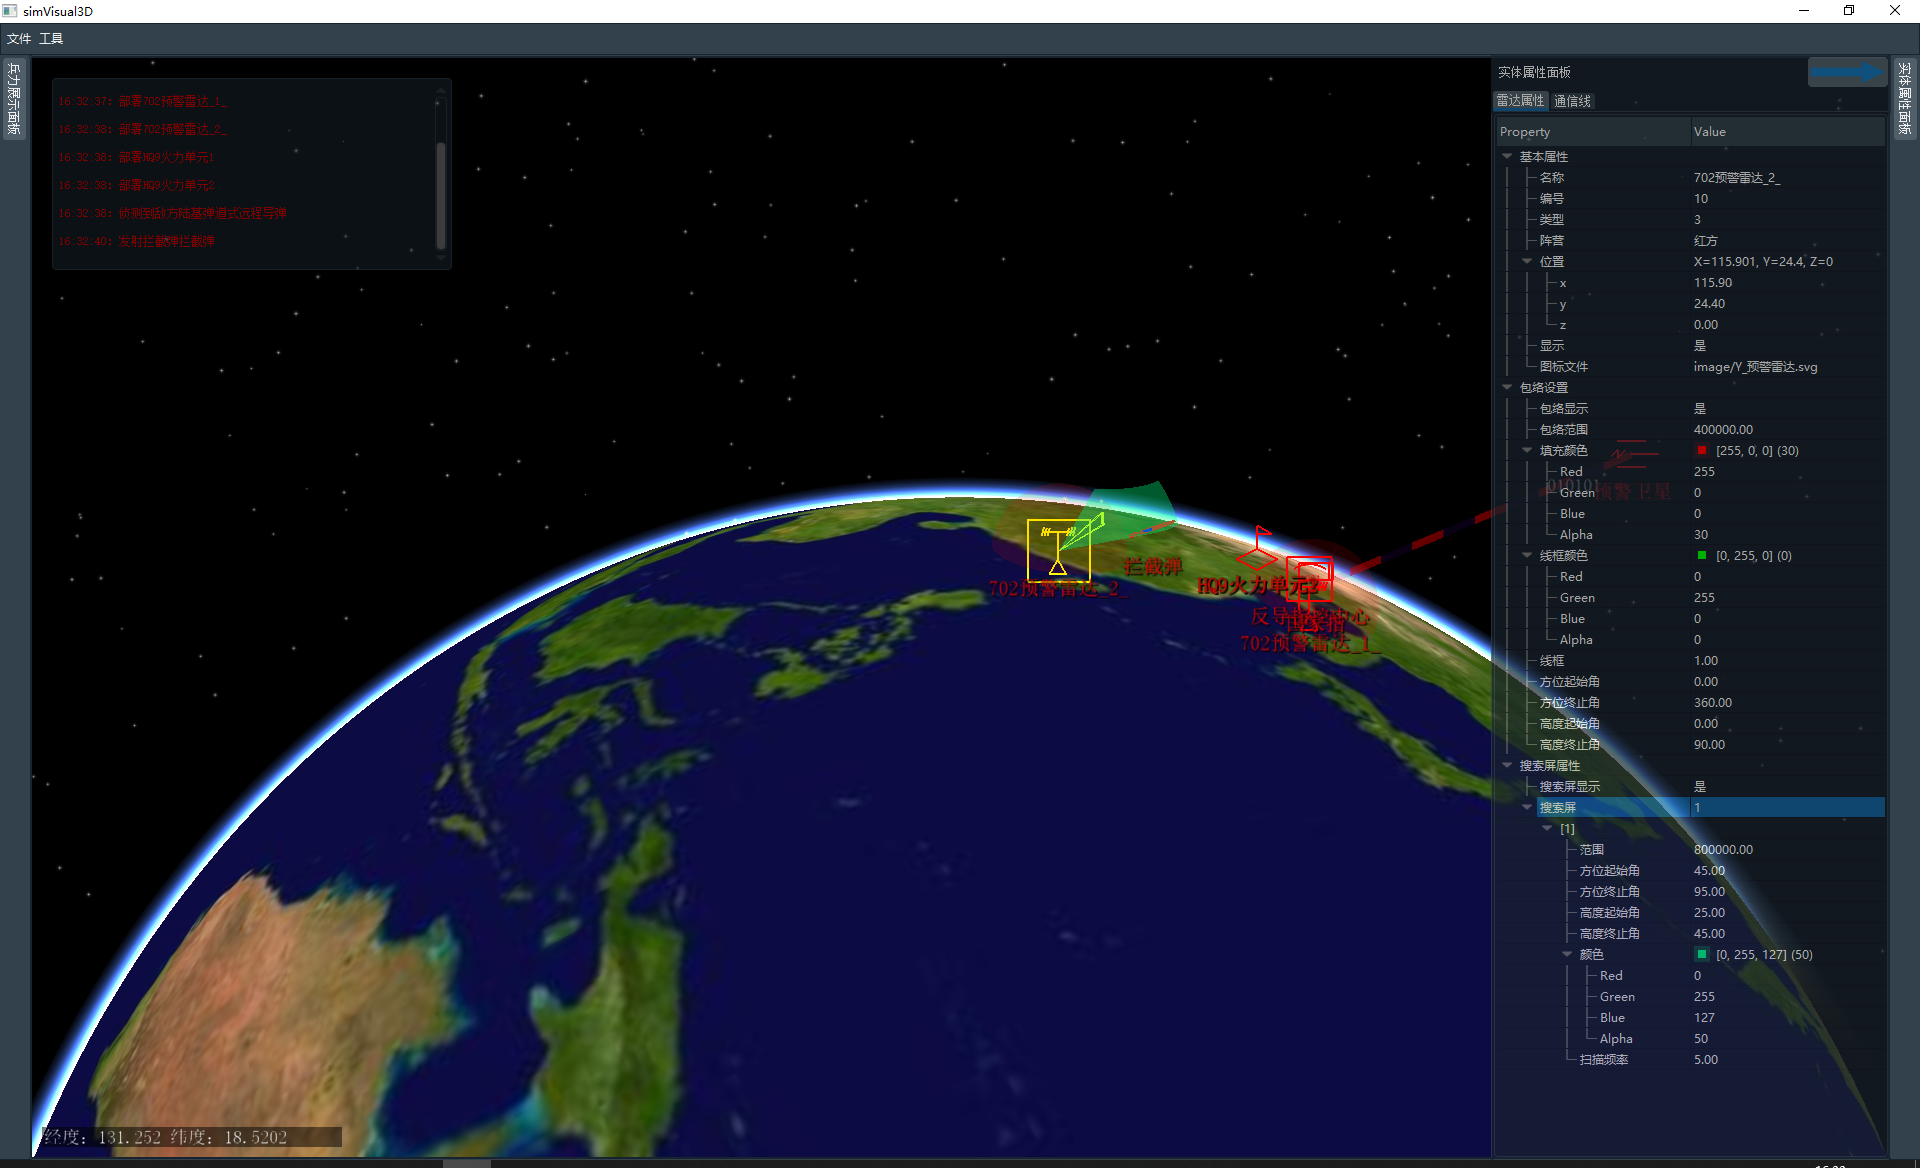 simVisual3D
文件 工具
兵力展示面板
16:32:37: 部署702预警雷达_1_
16:32:38: 部署702预警雷达_2_
16:32:38: 部署HQ9火力单元1
16:32:38: 部署HQ9火力单元2
16:32:38: 侦测到敌方陆基弹道式远程导弹
16:32:40: 发射拦截弹拦截弹
拦截弹
702预警雷达_2_
HQ9火力单元2
反导
中心
702预警雷达_1_
经度: 131.252 纬度: 18.5202
实体属性面板
雷达属性 通信线
Property Value
基本属性
名称 702预警雷达_2_
编号 10
类型 3
阵营 红方
位置 X=115.901, Y=24.4, Z=0
x 115.90
y 24.40
z 0.00
显示 是
图标文件 image/Y_预警雷达.svg
包络设置
包络显示 是
包络范围 400000.00
填充颜色 [255, 0, 0] (30)
Red 255
Green 0
010101 预警卫星
Blue 0
Alpha 30
线框颜色 [0, 255, 0] (0)
Red 0
Green 255
Blue 0
Alpha 0
线框 1.00
方位起始角 0.00
方位终止角 360.00
高度起始角 0.00
高度终止角 90.00
搜索屏属性
搜索屏显示 是
搜索屏 1
[1]
范围 800000.00
方位起始角 45.00
方位终止角 95.00
高度起始角 25.00
高度终止角 45.00
颜色 [0, 255, 127] (50)
Red 0
Green 255
Blue 127
Alpha 50
扫描频率 5.00
实体属性面板